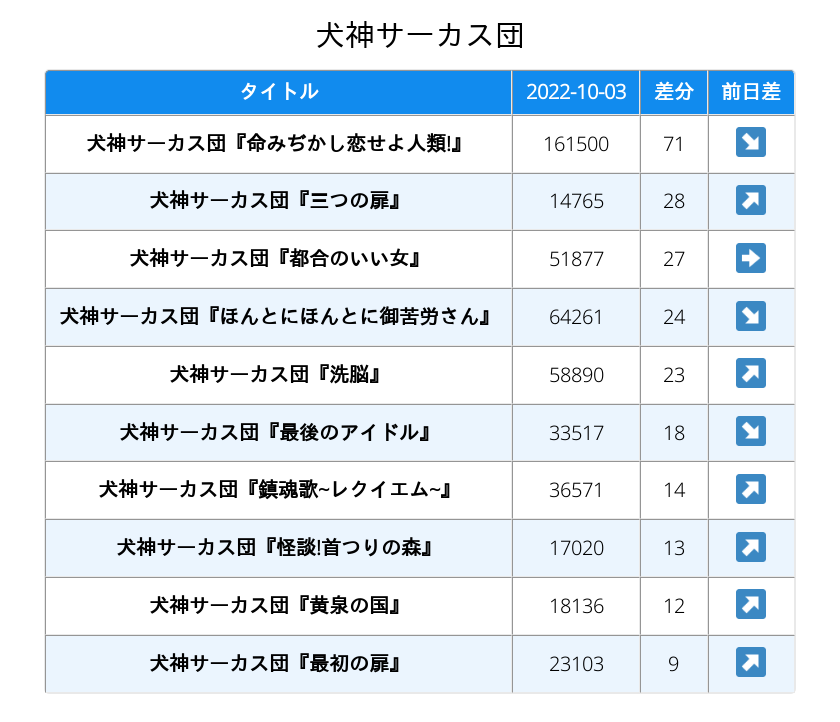 犬神サーカス団
タイトル 2022-10-03 差分 前日差
犬神サーカス団『命みぢかし恋せよ人類!』 161500 71 ↘
犬神サーカス団『三つの扉』 14765 28 ↗
犬神サーカス団『都合のいい女』 51877 27 ➡
犬神サーカス団『ほんとにほんとに御苦労さん』 64261 24 ↘
犬神サーカス団『洗脳』 58890 23 ↗
犬神サーカス団『最後のアイドル』 33517 18 ↘
犬神サーカス団『鎮魂歌~レクイエム~』 36571 14 ↗
犬神サーカス団『怪談!首つりの森』 17020 13 ↗
犬神サーカス団『黄泉の国』 18136 12 ↗
犬神サーカス団『最初の扉』 23103 9 ↗